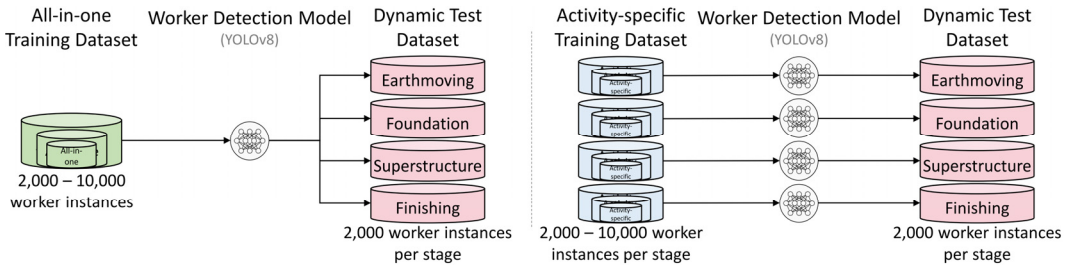 All-in-one
Training Dataset
Worker Detection Model
(YOLOv8)
Dynamic Test
Dataset
All-in-
one
2,000 – 10,000
worker instances
Earthmoving
Foundation
Superstructure
Finishing
2,000 worker instances
per stage
Activity-specific
Training Dataset
Worker Detection Model
(YOLOv8)
Dynamic Test
Dataset
Activity-
specific
Activity-
specific
Activity-
specific
Activity-
specific
2,000 – 10,000 worker
instances per stage
Earthmoving
Foundation
Superstructure
Finishing
2,000 worker instances
per stage